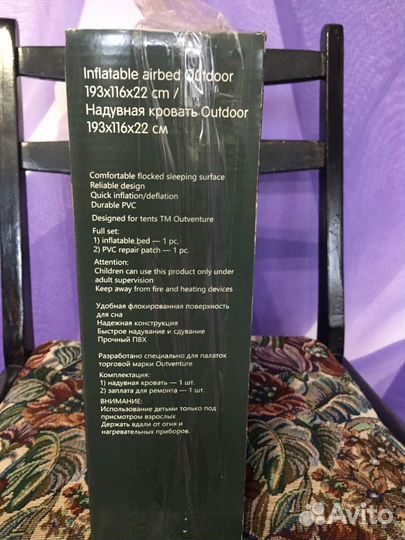 Inflatable airbed Outdoor
193x116x22 cm /
Надувная кровать Outdoor
193x116x22 см
Comfortable flocked sleeping surface
Reliable design
Quick inflation/deflation
Durable PVC
Designed for tents TM Outventure
Full set:
1) inflatable bed — 1 pc.
2) PVC repair patch — 1 pc.
Attention:
Children can use this product only under
adult supervision
Keep away from fire and heating devices
Удобная флокированная поверхность
для сна
Надежная конструкция
Быстрое надувание и сдувание
Прочный ПВХ
Разработано специально для палаток
торговой марки Outventure
Комплектация:
1) надувная кровать — 1 шт.
2) заплата для ремонта — 1 шт.
ВНИМАНИЕ:
Использование детьми только под
присмотром взрослых
Держать вдали от огня и
нагревательных приборов.
Avito